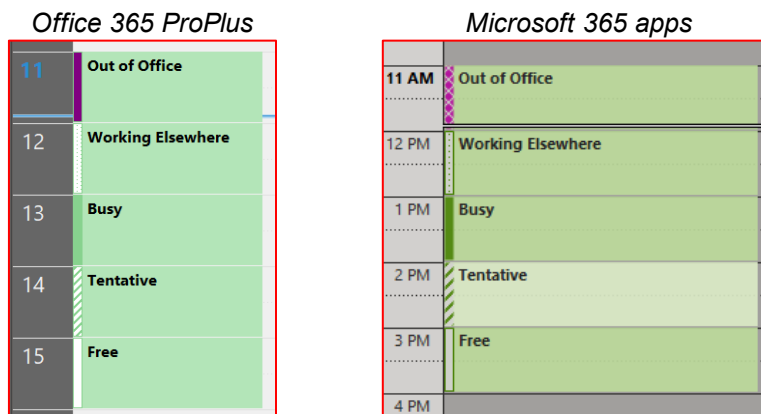 Office 365 ProPlus
11 Out of Office
12 Working Elsewhere
13 Busy
14 Tentative
15 Free
Microsoft 365 apps
11 AM Out of Office
12 PM Working Elsewhere
1 PM Busy
2 PM Tentative
3 PM Free
4 PM